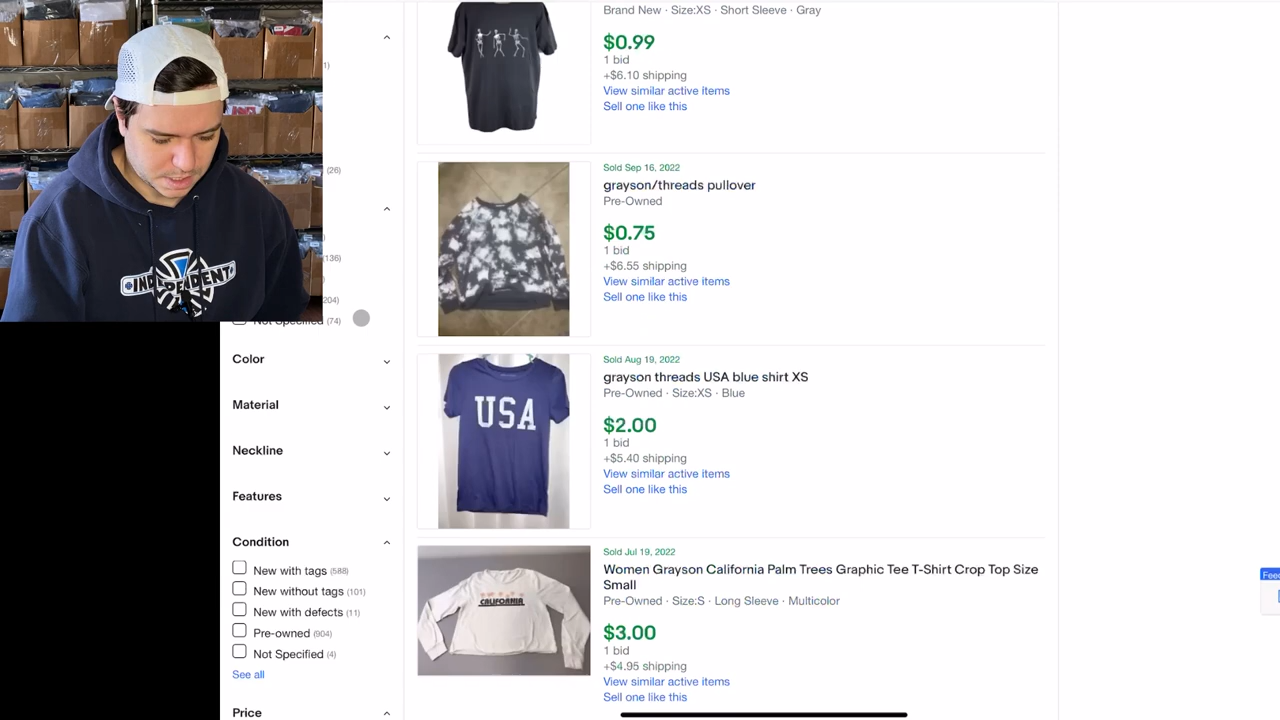 Brand New · Size:XS · Short Sleeve · Gray
$0.99
1 bid
+$6.10 shipping
View similar active items
Sell one like this
Sold Sep 16, 2022
grayson/threads pullover
Pre-Owned
$0.75
1 bid
+$6.55 shipping
View similar active items
Sell one like this
Sold Aug 19, 2022
grayson threads USA blue shirt XS
Pre-Owned · Size:XS · Blue
$2.00
1 bid
+$5.40 shipping
View similar active items
Sell one like this
USA
Sold Jul 19, 2022
Women Grayson California Palm Trees Graphic Tee T-Shirt Crop Top Size
Small
Pre-Owned · Size:S · Long Sleeve · Multicolor
$3.00
1 bid
+$4.95 shipping
View similar active items
Sell one like this
CALIFORNIA
INDEPENDENT
1)
(26)
(136)
204)
Not Specified (74)
Color
Material
Neckline
Features
Condition
New with tags (588)
New without tags (101)
New with defects (11)
Pre-owned (904)
Not Specified (4)
See all
Price
Feed